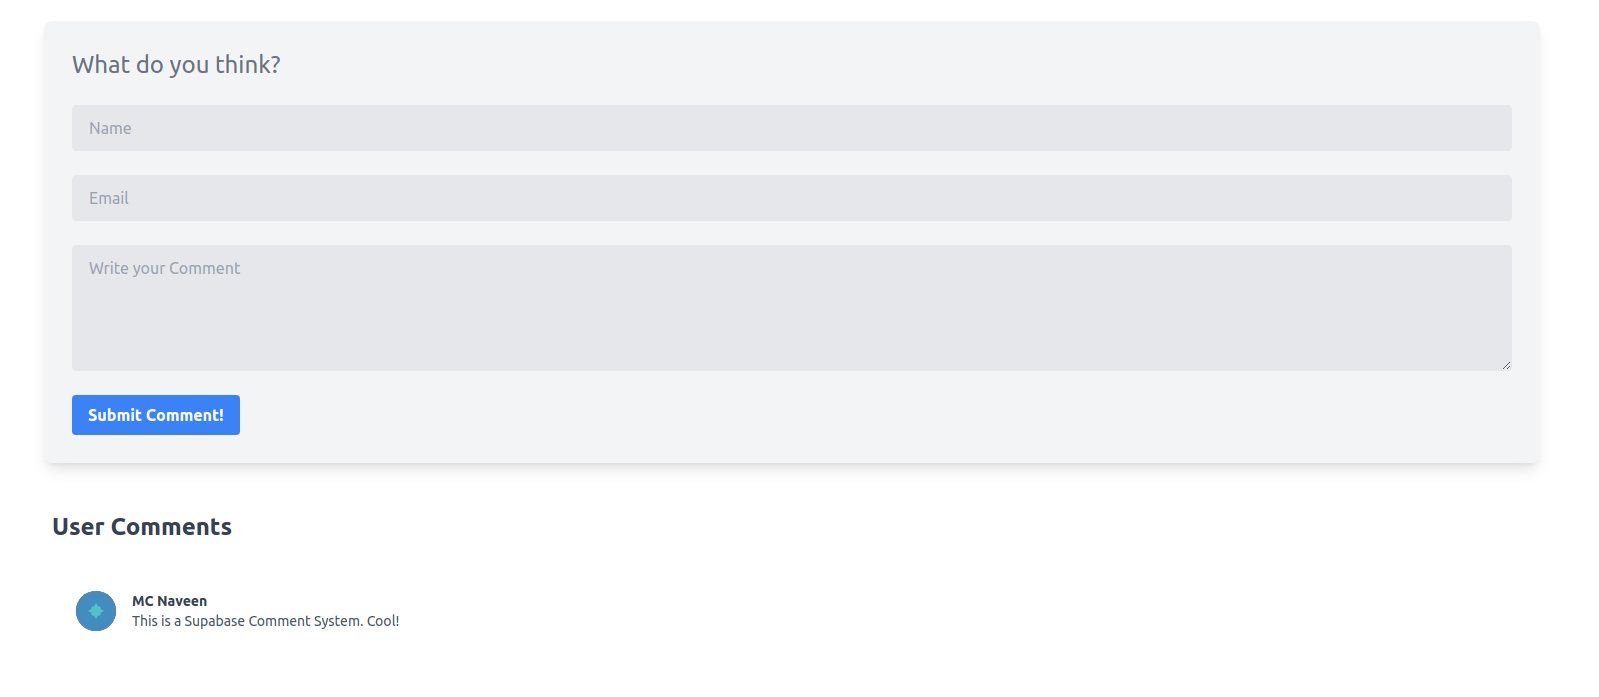 What do you think?
Name
Email
Write your Comment
Submit Comment!
User Comments
MC Naveen
This is a Supabase Comment System. Cool!